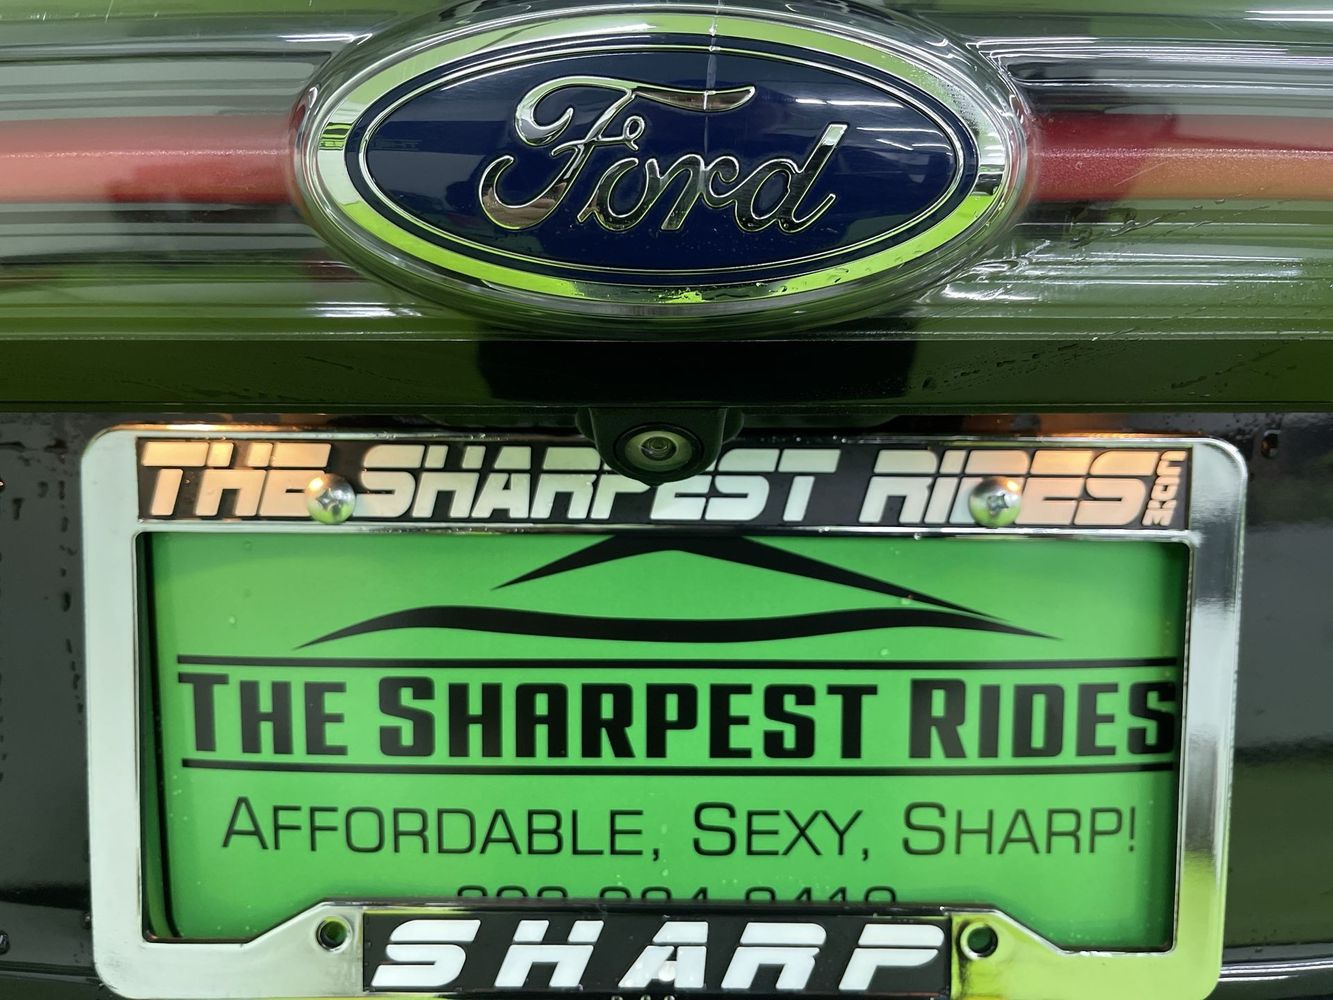 Ford
THE SHARPEST RIDES
.COM
THE SHARPEST RIDES
AFFORDABLE, SEXY, SHARP!
SHARP